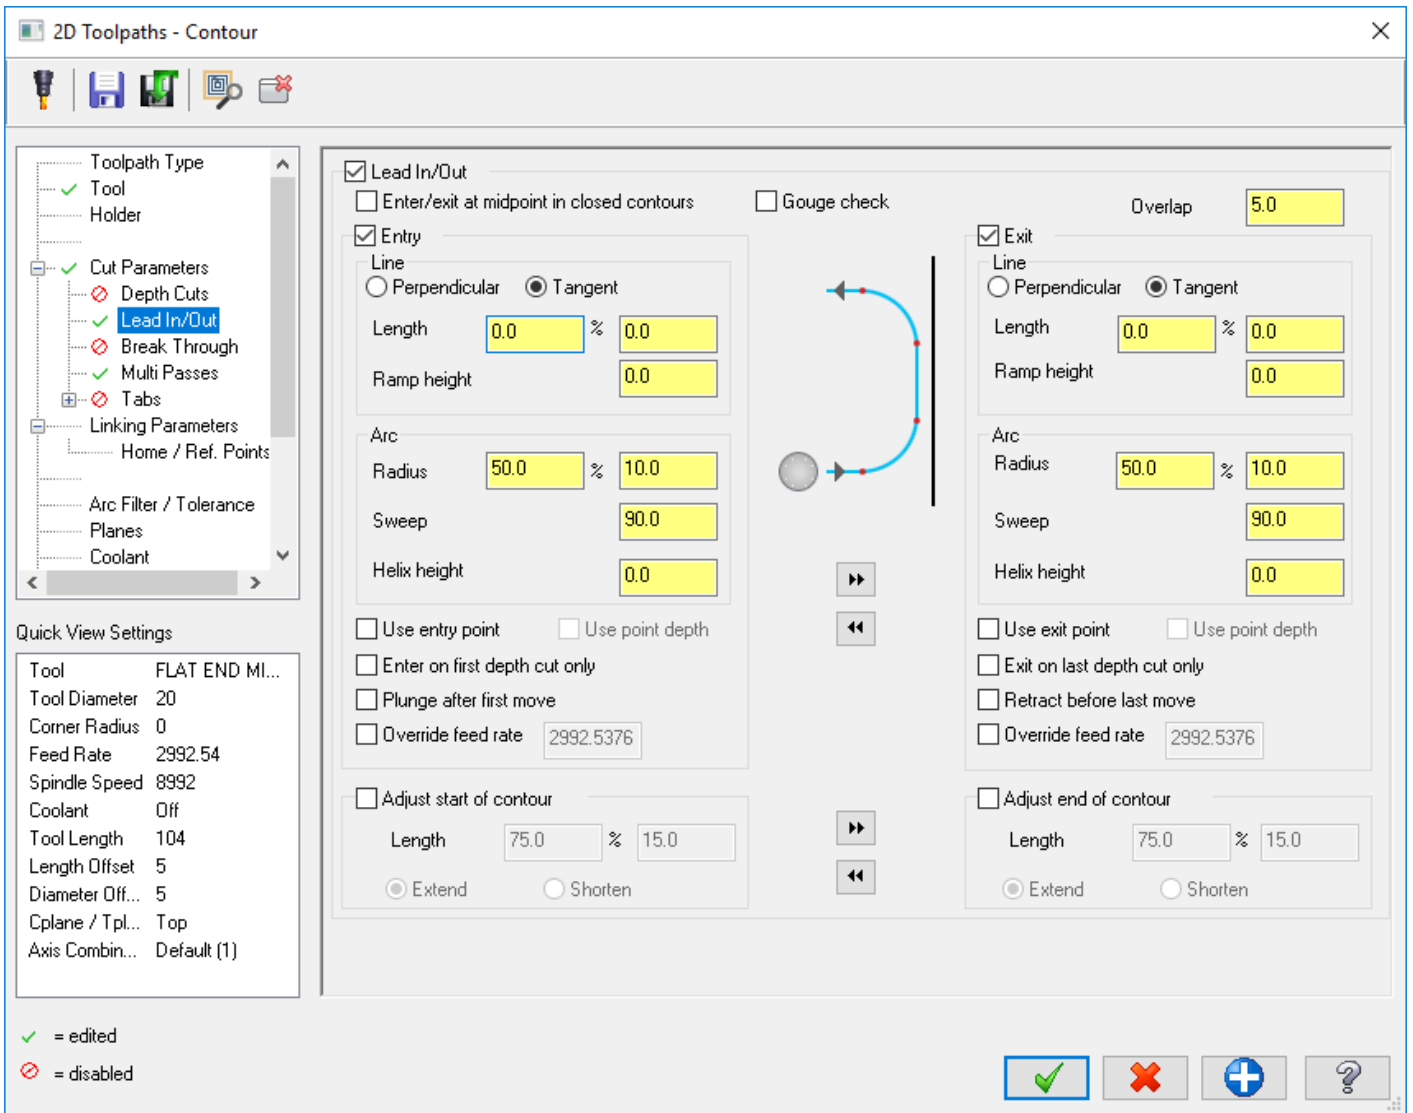 2D Toolpaths - Contour
Toolpath Type
Tool
Holder
Cut Parameters
Depth Cuts
Lead In/Out
Break Through
Multi Passes
Tabs
Linking Parameters
Home / Ref. Points
Arc Filter / Tolerance
Planes
Coolant
Quick View Settings
Tool FLAT END MI...
Tool Diameter 20
Corner Radius 0
Feed Rate 2992.54
Spindle Speed 8992
Coolant Off
Tool Length 104
Length Offset 5
Diameter Off... 5
Cplane / Tpl... Top
Axis Combin... Default (1)
= edited
= disabled
Lead In/Out
Enter/exit at midpoint in closed contours
Gouge check
Overlap 5.0
Entry
Line
Perpendicular Tangent
Length 0.0 % 0.0
Ramp height 0.0
Arc
Radius 50.0 % 10.0
Sweep 90.0
Helix height 0.0
Use entry point Use point depth
Enter on first depth cut only
Plunge after first move
Override feed rate 2992.5376
Adjust start of contour
Length 75.0 % 15.0
Extend Shorten
Exit
Line
Perpendicular Tangent
Length 0.0 % 0.0
Ramp height 0.0
Arc
Radius 50.0 % 10.0
Sweep 90.0
Helix height 0.0
Use exit point Use point depth
Exit on last depth cut only
Retract before last move
Override feed rate 2992.5376
Adjust end of contour
Length 75.0 % 15.0
Extend Shorten